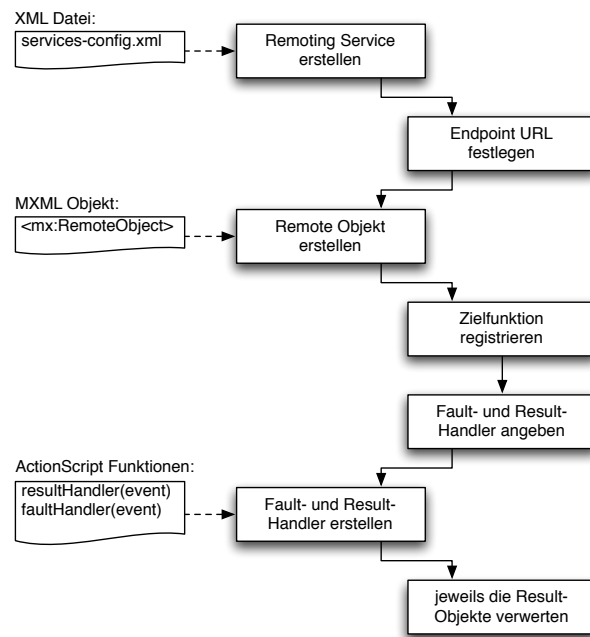 XML Datei:
services-config.xml
Remoting Service
erstellen
Endpoint URL
festlegen
MXML Objekt:
<mx:RemoteObject>
Remote Objekt
erstellen
Zielfunktion
registrieren
Fault- und Result-
Handler angeben
ActionScript Funktionen:
resultHandler(event)
faultHandler(event)
Fault- und Result-
Handler erstellen
jeweils die Result-
Objekte verwerten